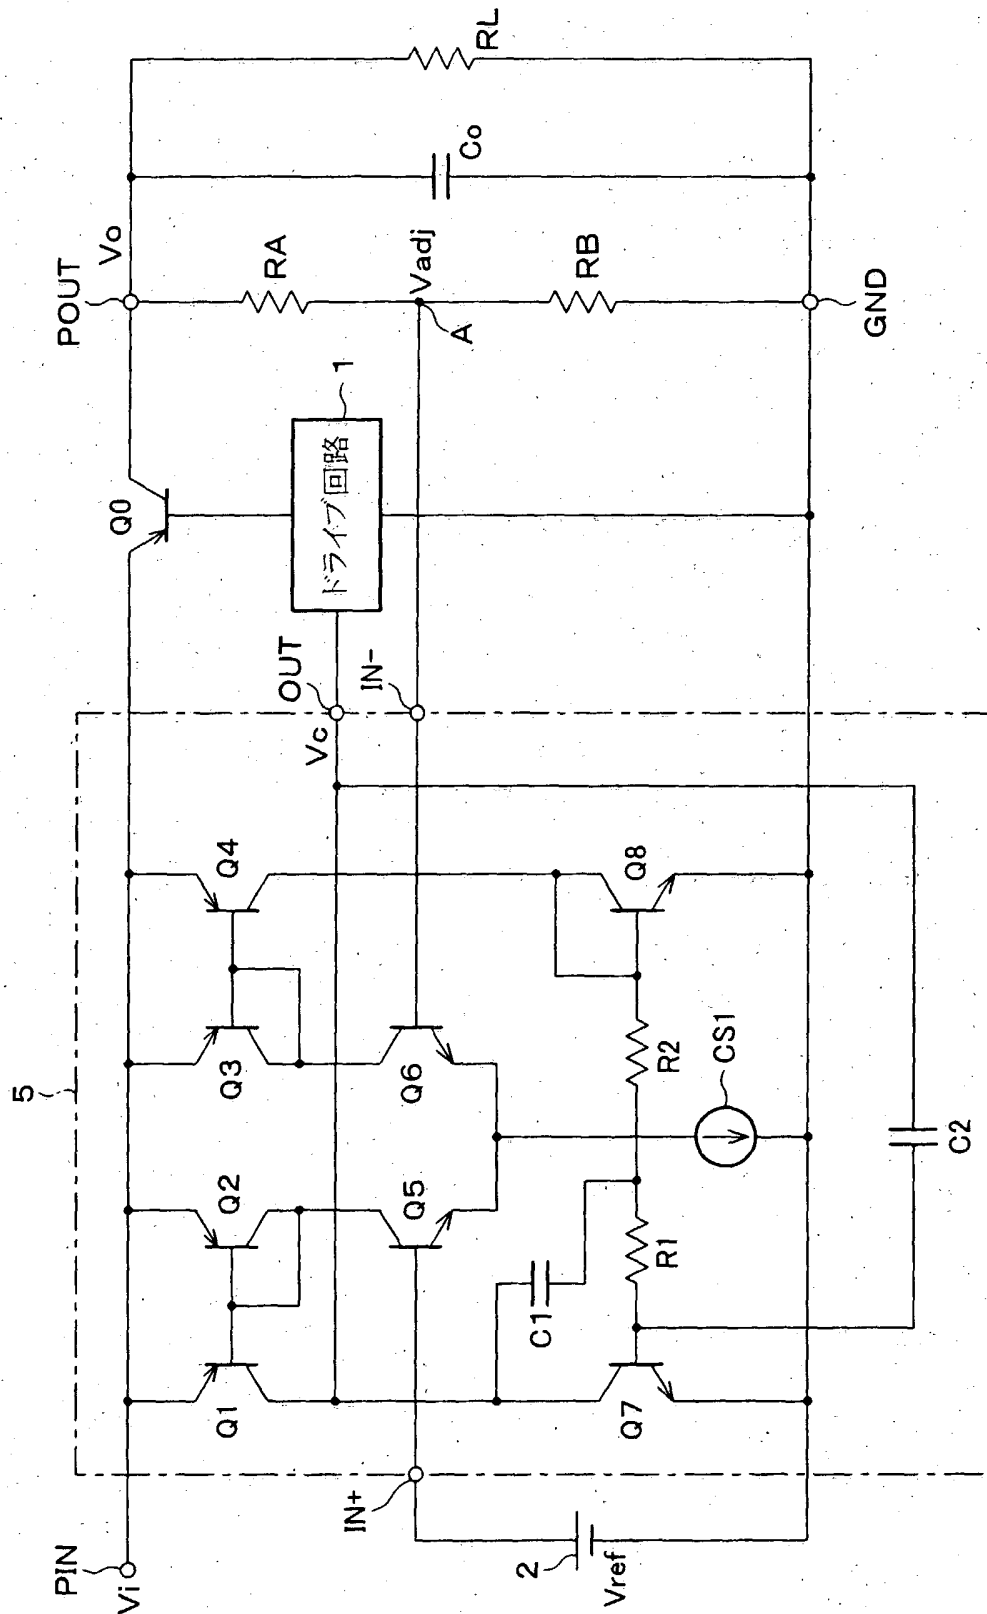 5
PIN
Vi
Q1
Q2
Q3
Q4
Q0
POUT
Vo
OUT
Vc
IN-
ドライブ回路
1
RA
Vadj
A
RB
Co
RL
IN+
Q5
Q6
C1
R1
R2
Q7
Q8
CS1
2
Vref
C2
GND